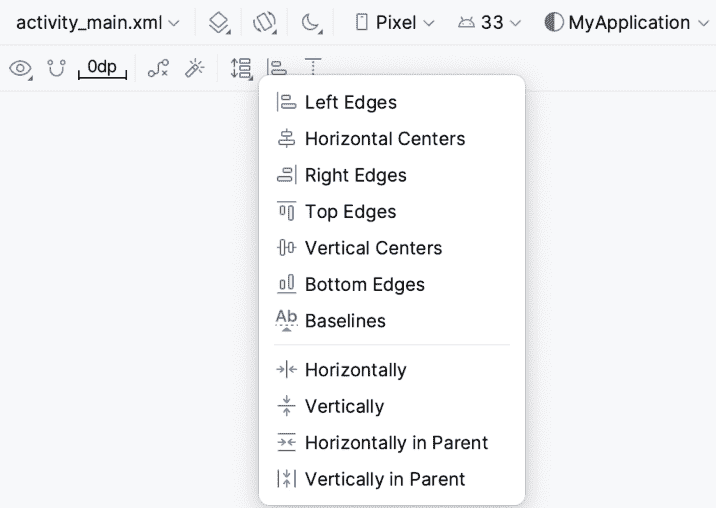 activity_main.xml Pixel 33 MyApplication
0dp
Left Edges
Horizontal Centers
Right Edges
Top Edges
Vertical Centers
Bottom Edges
Ab Baselines
Horizontally
Vertically
Horizontally in Parent
Vertically in Parent